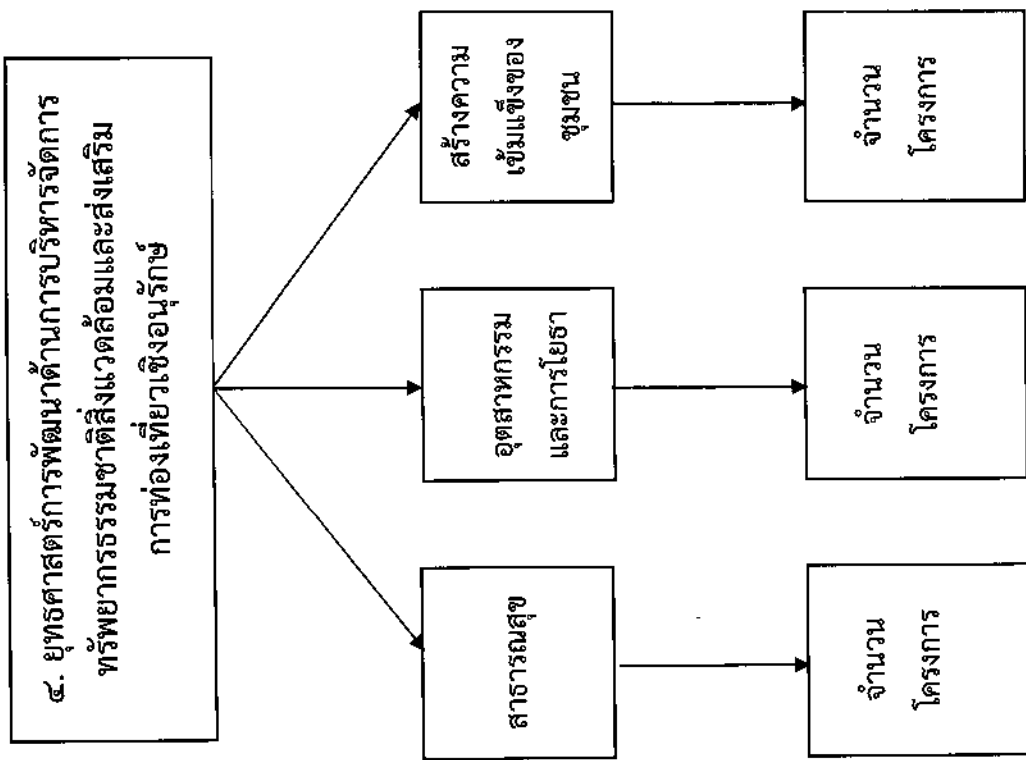 ๔. ยุทธศาสตร์การพัฒนาด้านการบริหารจัดการ
ทรัพยากรธรรมชาติสิ่งแวดล้อมและส่งเสริม
การท่องเที่ยวเชิงอนุรักษ์
สาธารณสุข
อุตสาหกรรม
และการโยธา
สร้างความ
เข้มแข็งของ
ชุมชน
จำนวน
โครงการ
จำนวน
โครงการ
จำนวน
โครงการ